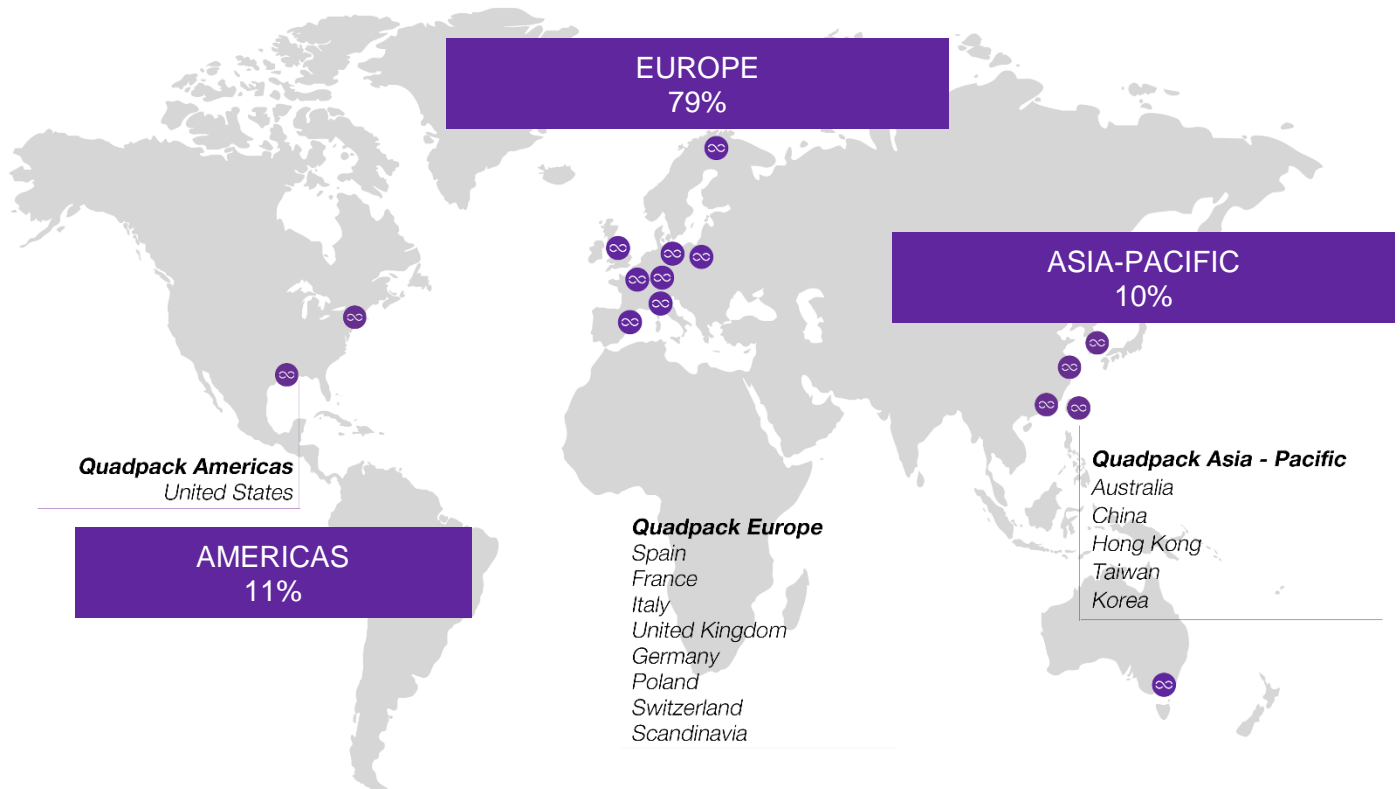 EUROPE
79%
ASIA-PACIFIC
10%
Quadpack Americas
United States
AMERICAS
11%
Quadpack Europe
Spain
France
Italy
United Kingdom
Germany
Poland
Switzerland
Scandinavia
Quadpack Asia - Pacific
Australia
China
Hong Kong
Taiwan
Korea